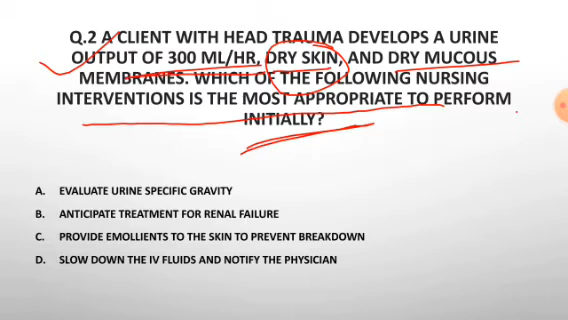 Q.2 A CLIENT WITH HEAD TRAUMA DEVELOPS A URINE
OUTPUT OF 300 ML/HR, DRY SKIN, AND DRY MUCOUS
MEMBRANES. WHICH OF THE FOLLOWING NURSING
INTERVENTIONS IS THE MOST APPROPRIATE TO PERFORM
INITIALLY?
A. EVALUATE URINE SPECIFIC GRAVITY
B. ANTICIPATE TREATMENT FOR RENAL FAILURE
C. PROVIDE EMOLLIENTS TO THE SKIN TO PREVENT BREAKDOWN
D. SLOW DOWN THE IV FLUIDS AND NOTIFY THE PHYSICIAN